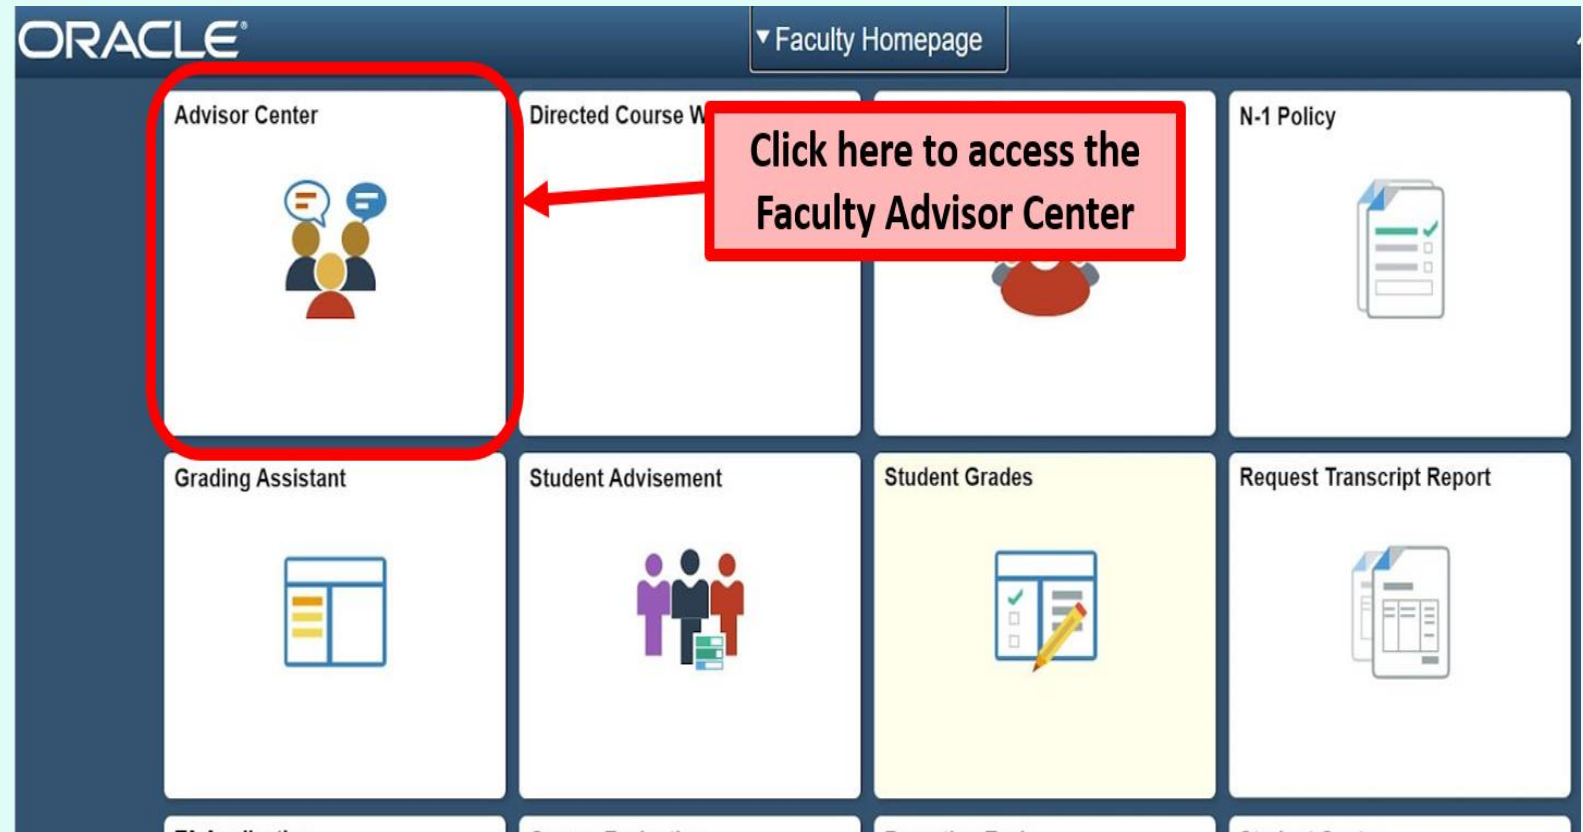 ORACLE
Faculty Homepage
Advisor Center
Directed Course
N-1 Policy
Click here to access the
Faculty Advisor Center
Grading Assistant
Student Advisement
Student Grades
Request Transcript Report